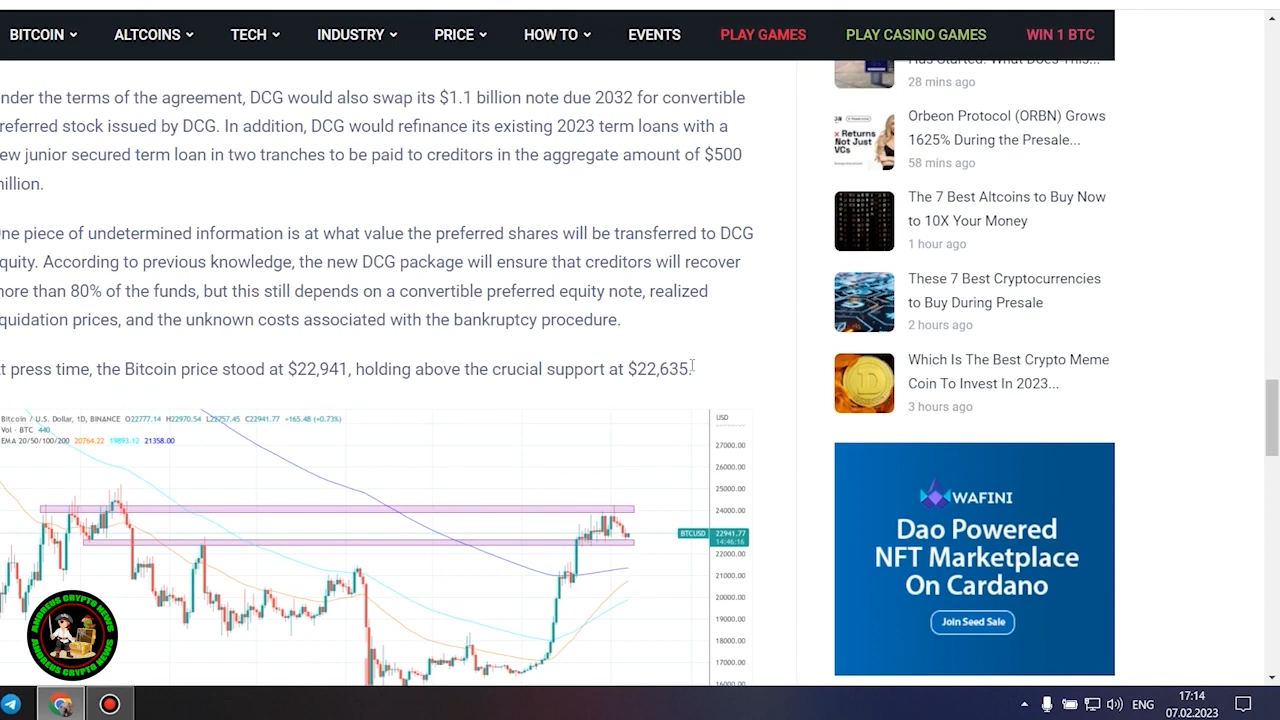 BITCOIN ALTCOINS TECH INDUSTRY PRICE HOW TO EVENTS PLAY GAMES PLAY CASINO GAMES WIN 1 BTC
nder the terms of the agreement, DCG would also swap its $1.1 billion note due 2032 for convertible
referred stock issued by DCG. In addition, DCG would refinance its existing 2023 term loans with a
ew junior secured term loan in two tranches to be paid to creditors in the aggregate amount of $500
illion.
ne piece of undetermined information is at what value the preferred shares will be transferred to DCG
quity. According to previous knowledge, the new DCG package will ensure that creditors will recover
ore than 80% of the , but this still depends on a convertible preferred equity note, realized
quidation prices, and the unknown costs associated with the bankruptcy procedure.
t press time, the Bitcoin price stood at $22,941, holding above the crucial support at $22,635.
Bitcoin / U.S. Dollar, 1D, BINANCE O22777.14 H22970.54 L22757.45 C22941.77 +165.48 (+0.73%)
Vol · BTC 440
EMA 20/50/100/200 20764.22 19893.12 21358.00
USD
27000.00
26000.00
25000.00
24000.00
BTCUSD 22941.77
14:46:16
22000.00
21000.00
20000.00
19000.00
18000.00
17000.00
16000.00
Has Started. What Does This...
28 mins ago
Orbeon Protocol (ORBN) Grows
1625% During the Presale...
58 mins ago
The 7 Best Altcoins to Buy Now
to 10X Your Money
1 hour ago
These 7 Best Cryptocurrencies
to Buy During Presale
2 hours ago
Which Is The Best Crypto Meme
Coin To Invest In 2023...
3 hours ago
Returns
Not Just
VCs
WAFINI
Dao Powered
NFT Marketplace
On Cardano
Join Seed Sale
ANDREUS CRYPTO NEWS
ANDREUS CRYPTO NEWS
ENG
17:14
07.02.2023